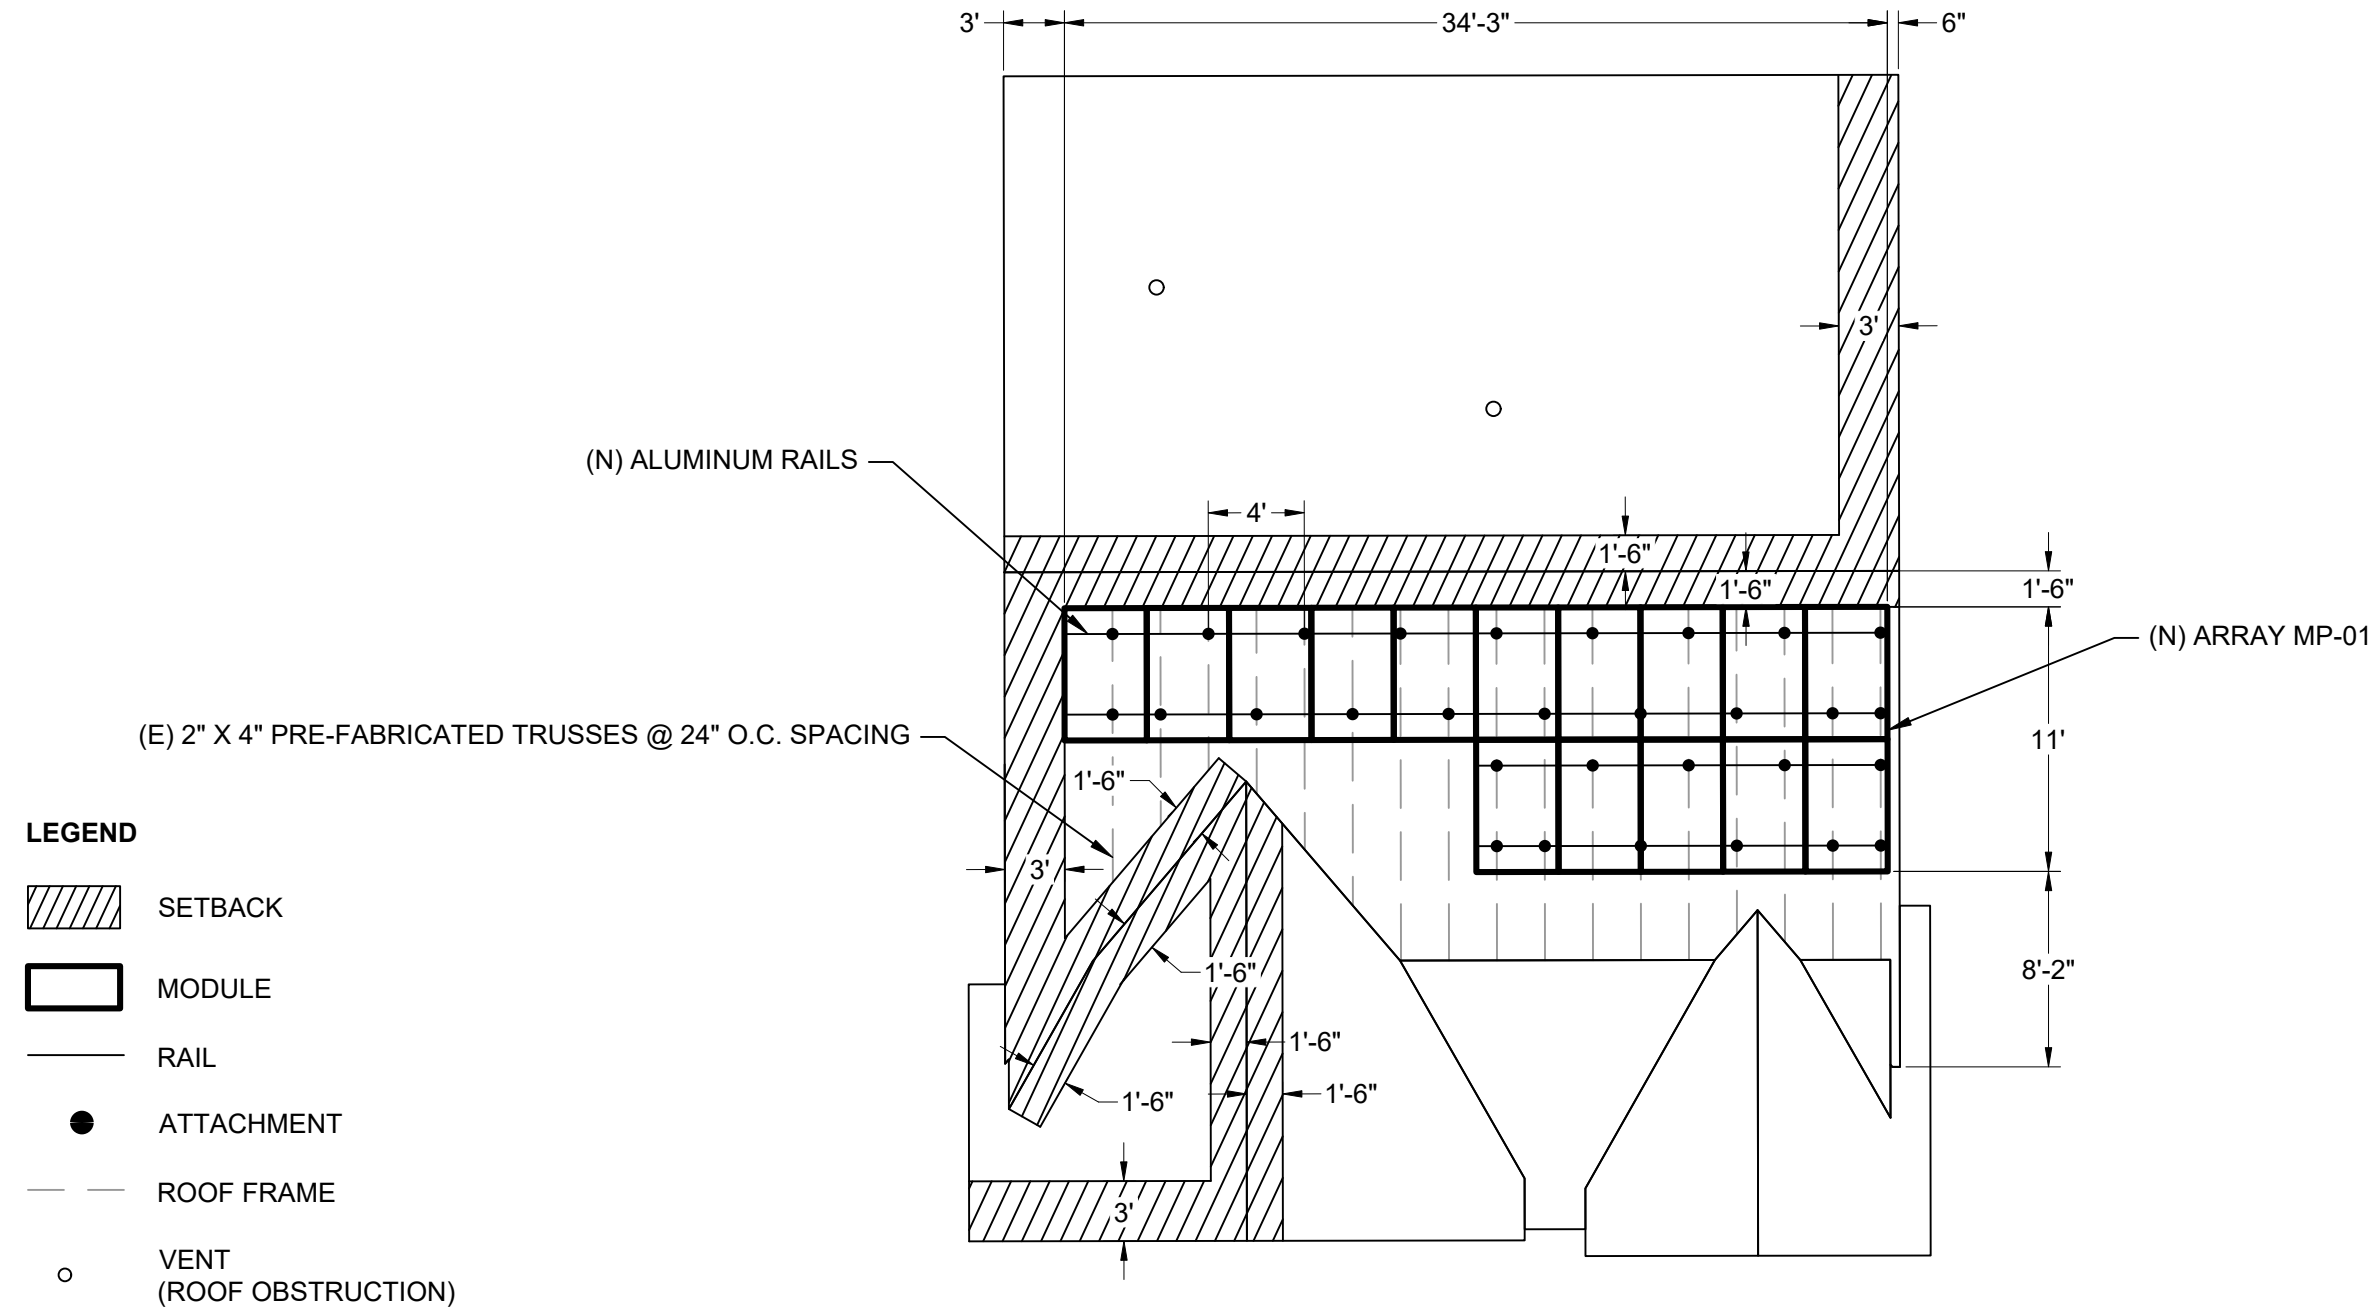 3'
34'-3"
6"
3'
(N) ALUMINUM RAILS
4'
1'-6"
1'-6"
1'-6"
(N) ARRAY MP-01
(E) 2" X 4" PRE-FABRICATED TRUSSES @ 24" O.C. SPACING
11'
1'-6"
LEGEND
3'
SETBACK
1'-6"
8'-2"
MODULE
1'-6"
RAIL
1'-6"
1'-6"
ATTACHMENT
ROOF FRAME
3'
VENT
(ROOF OBSTRUCTION)